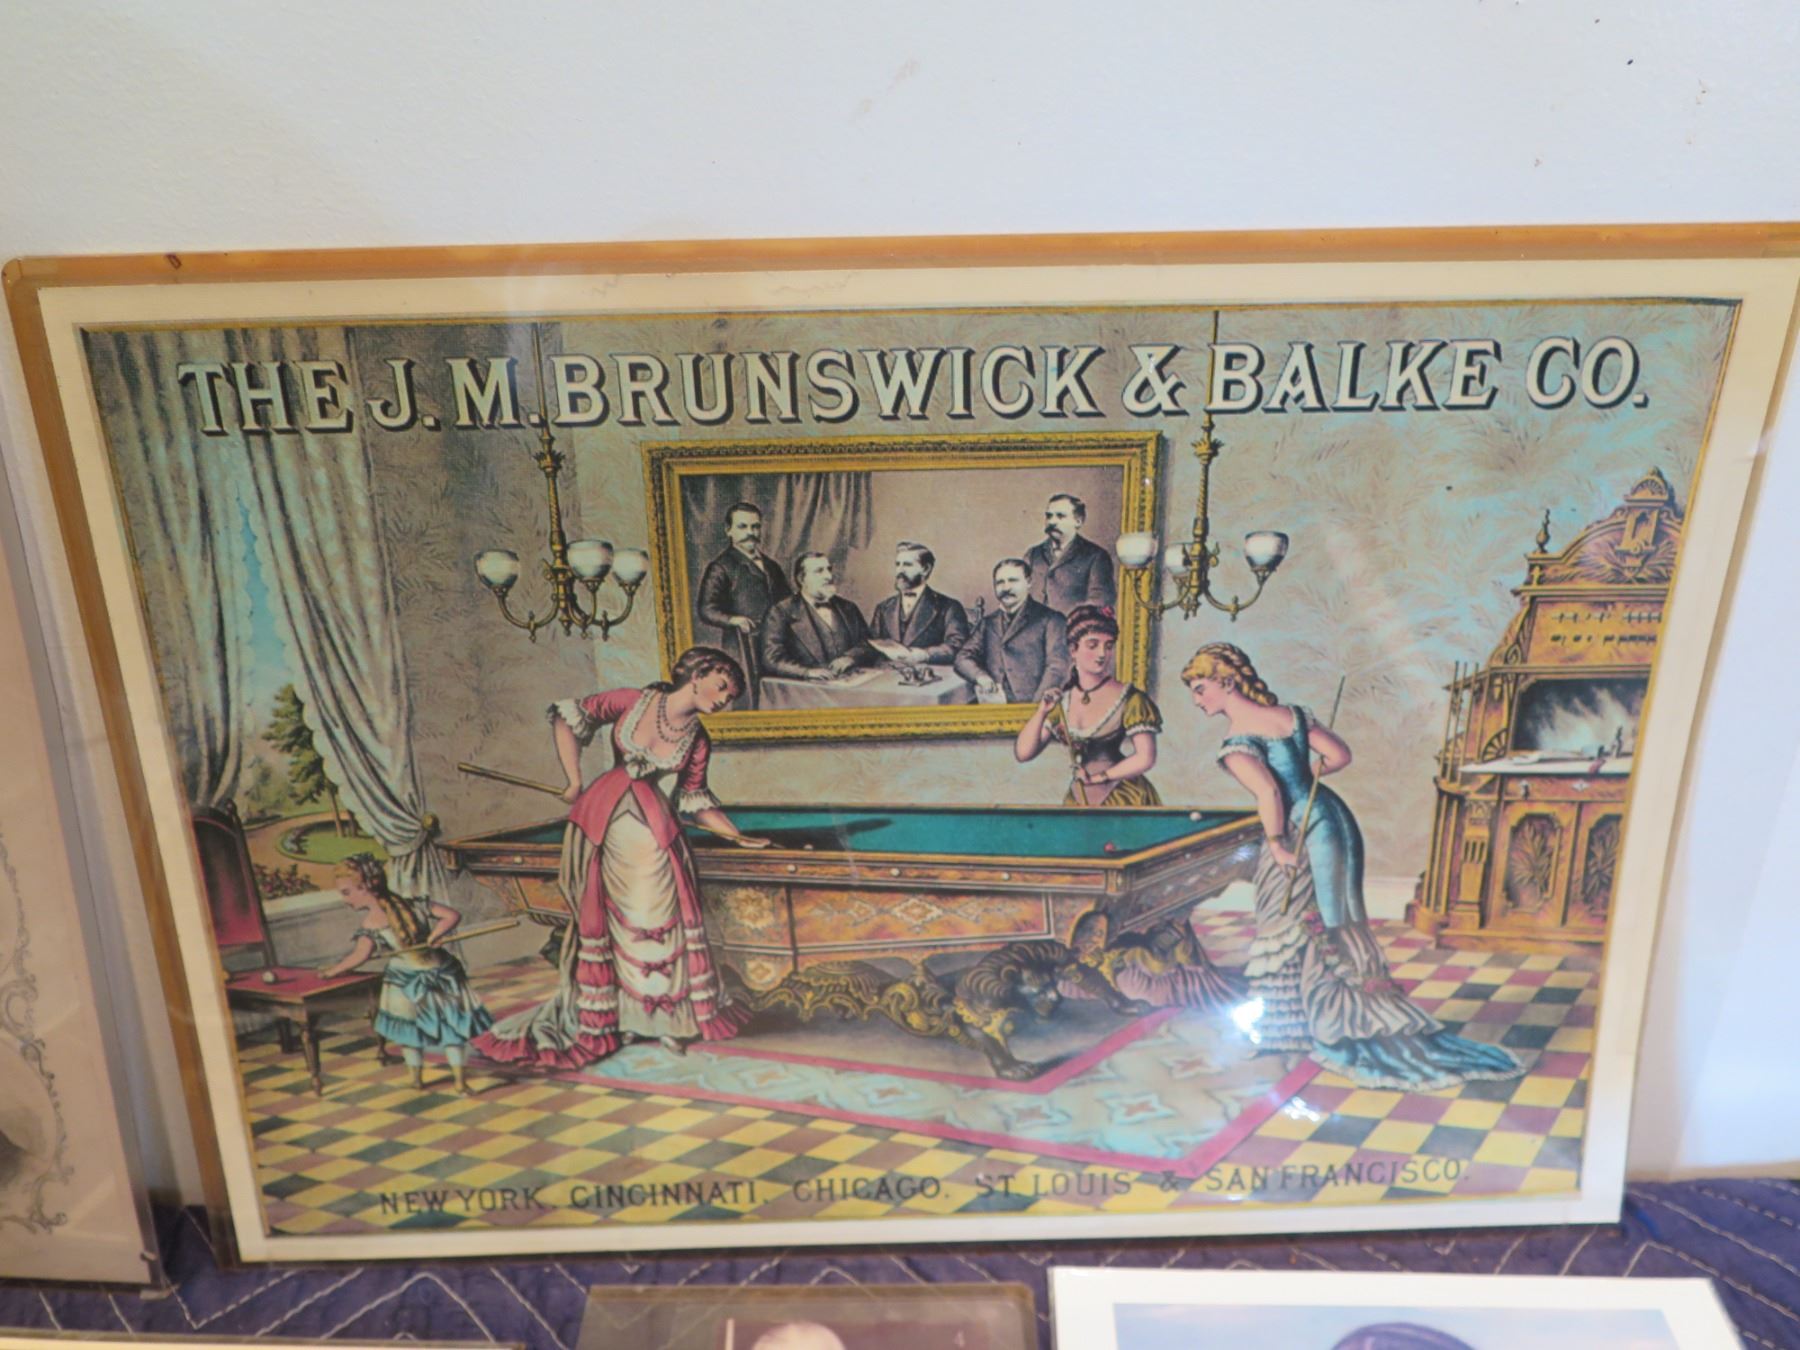 THE J. M. BRUNSWICK & BALKE CO.
NEW YORK. CINCINNATI. CHICAGO. ST. LOUIS & SAN FRANCISCO.